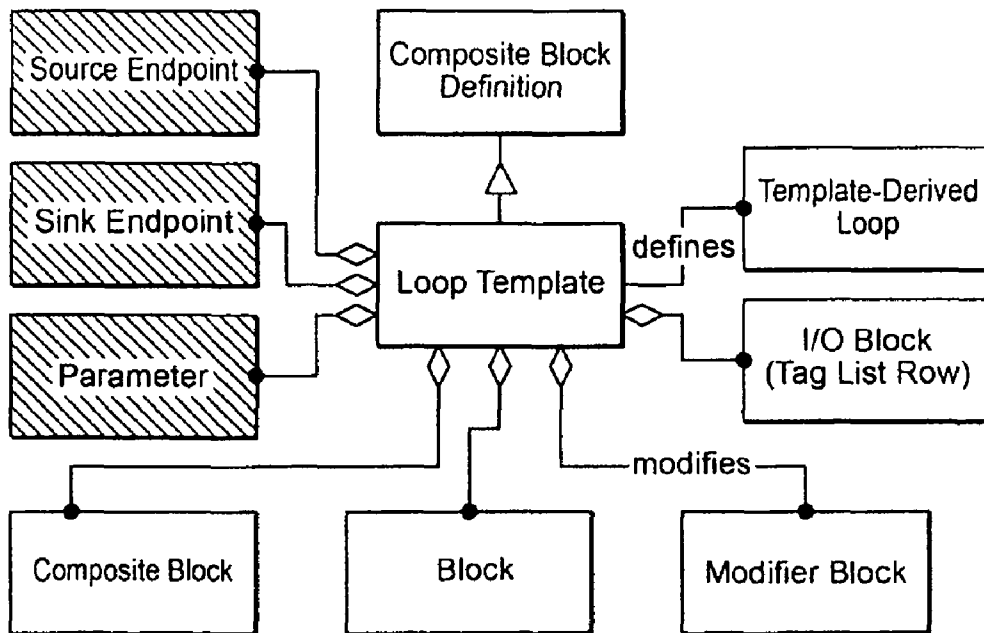 Source Endpoint
Composite Block
Definition
Sink Endpoint
Template-Derived
Loop
defines
Loop Template
Parameter
I/O Block
(Tag List Row)
modifies
Composite Block
Block
Modifier Block